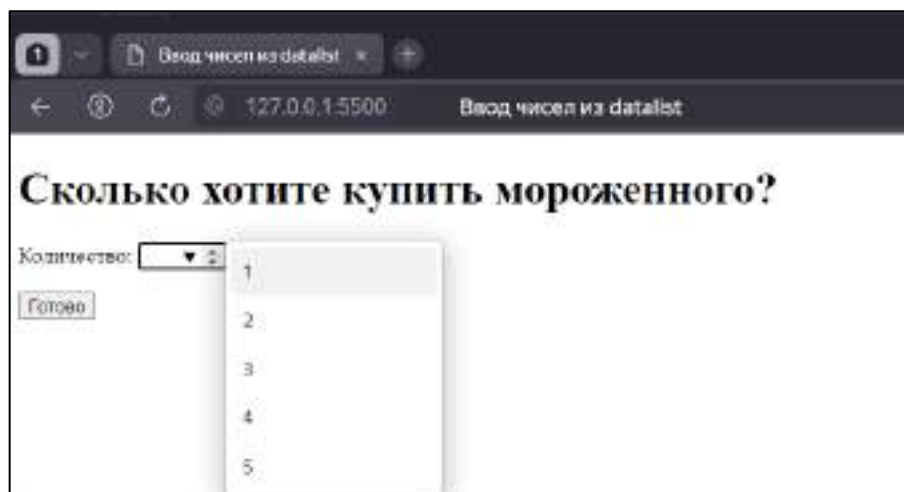 1
Ввод чисел из datalist
127.0.0.1:5500 Ввод чисел из datalist
Сколько хотите купить мороженного?
Количество:
1
2
3
4
5
Готово